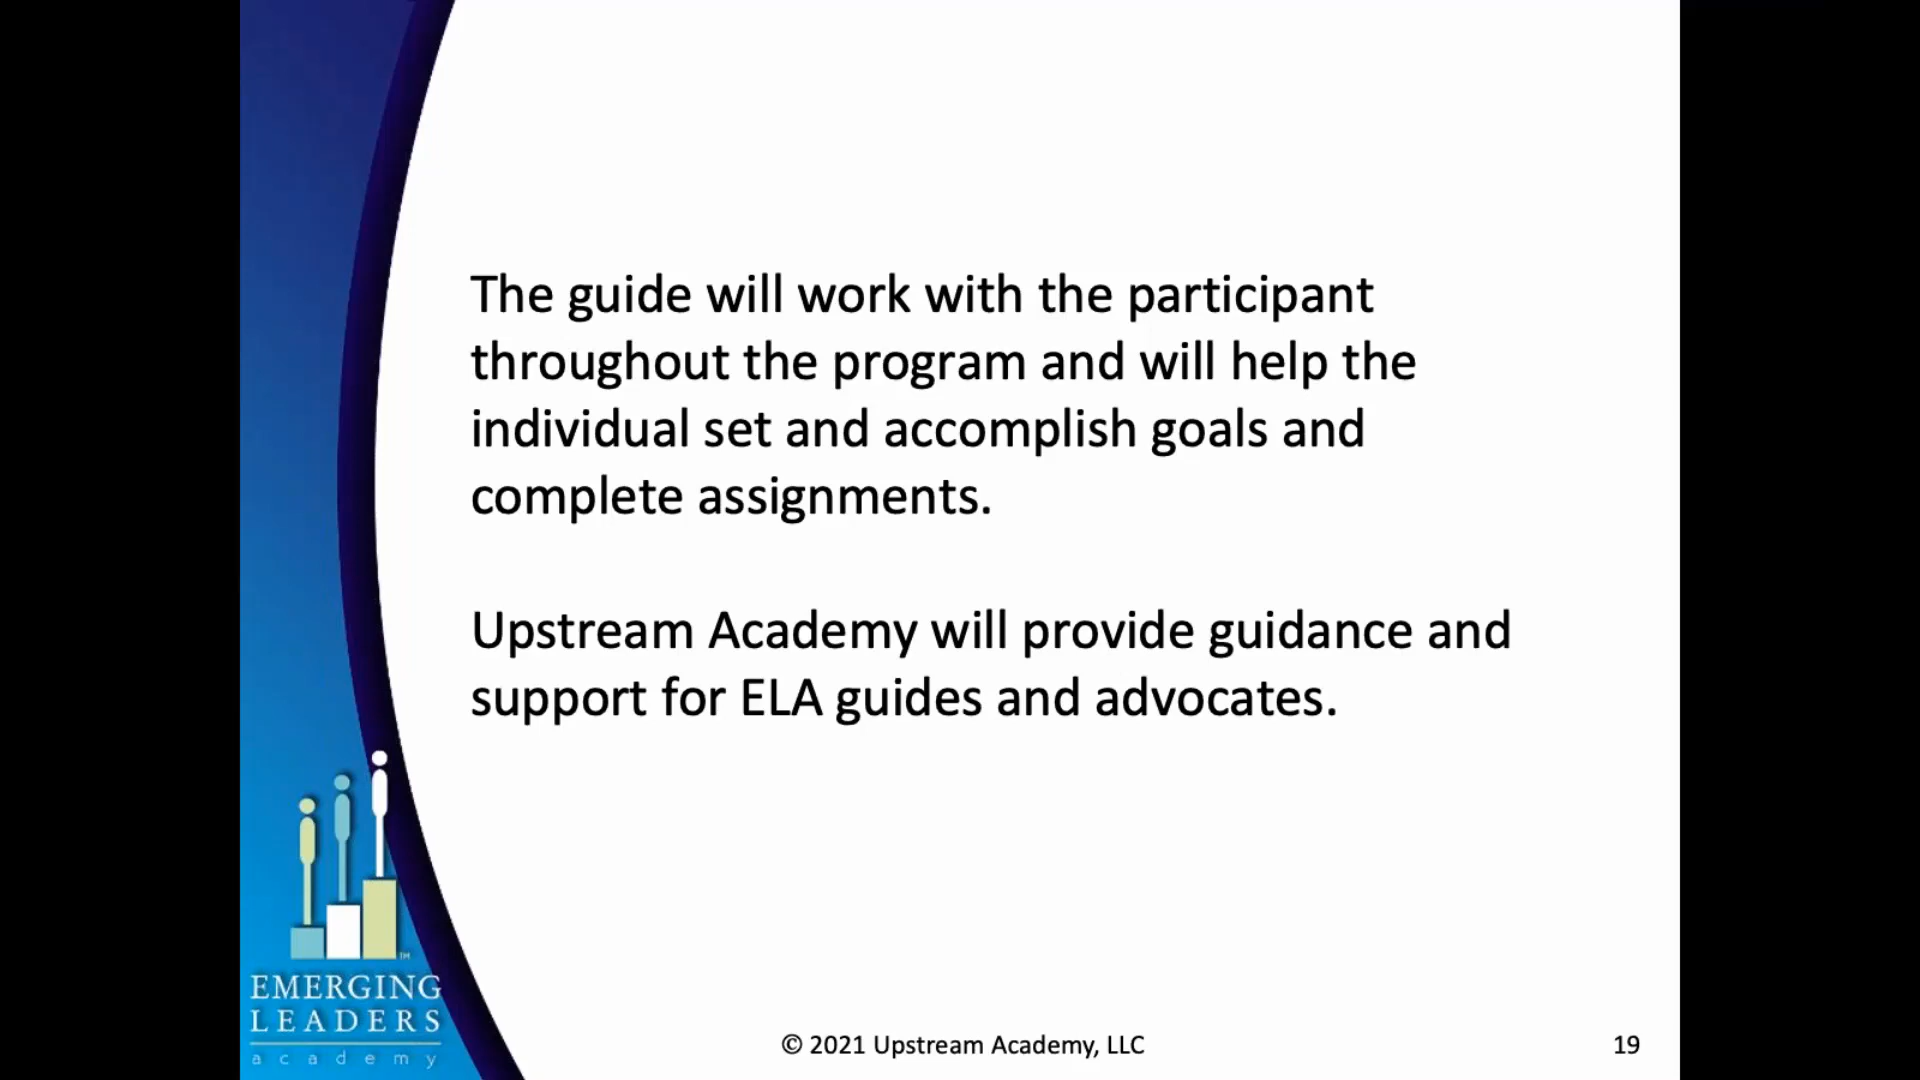 The guide will work with the participant
throughout the program and will help the
individual set and accomplish goals and
complete assignments.
Upstream Academy will provide guidance and
support for ELA guides and advocates.
TM
EMERGING
LEADERS
academy
© 2021 Upstream Academy, LLC
19